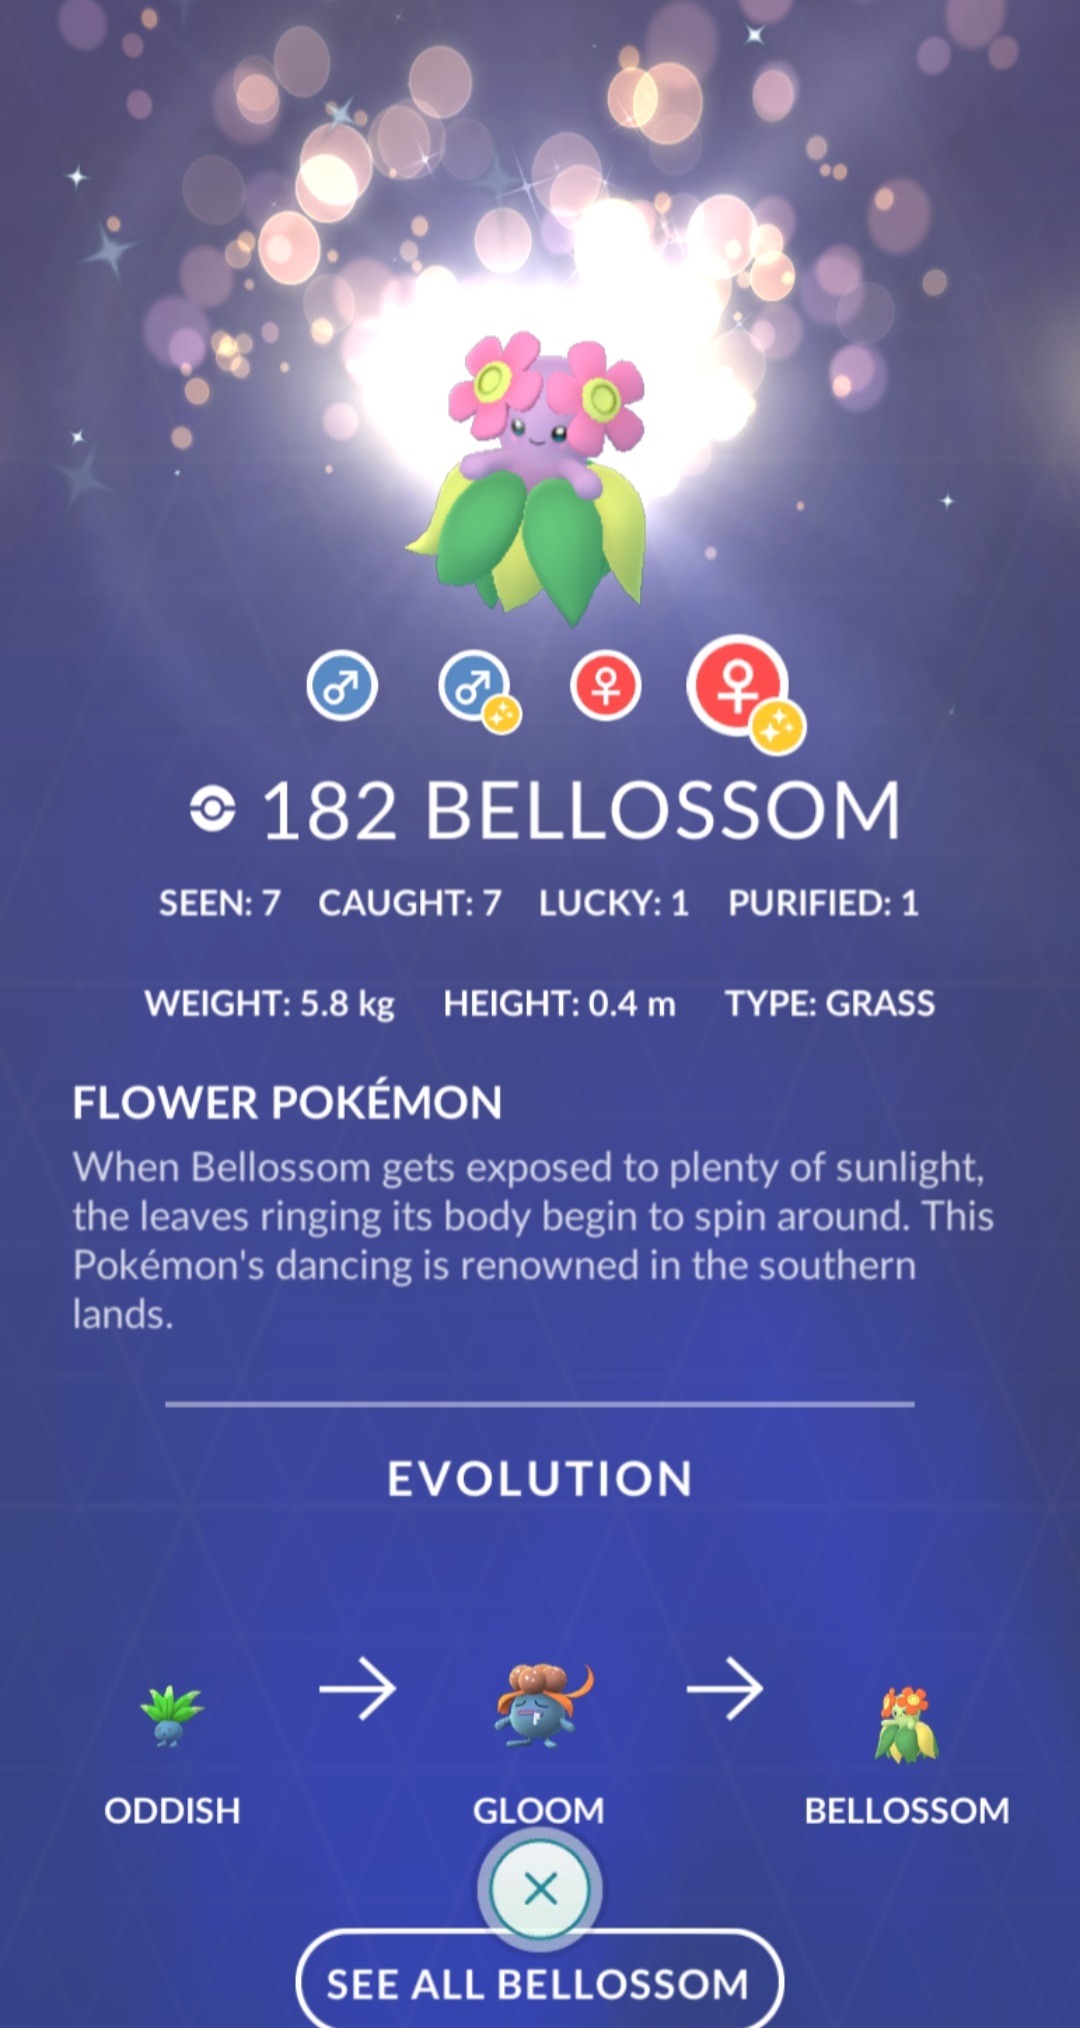 182 BELLOSSOM
SEEN: 7 CAUGHT: 7 LUCKY: 1 PURIFIED: 1
WEIGHT: 5.8 kg HEIGHT: 0.4 m TYPE: GRASS
FLOWER POKÉMON
When Bellossom gets exposed to plenty of sunlight,
the leaves ringing its body begin to spin around. This
Pokémon's dancing is renowned in the southern
lands.
EVOLUTION
ODDISH GLOOM BELLOSSOM
SEE ALL BELLOSSOM